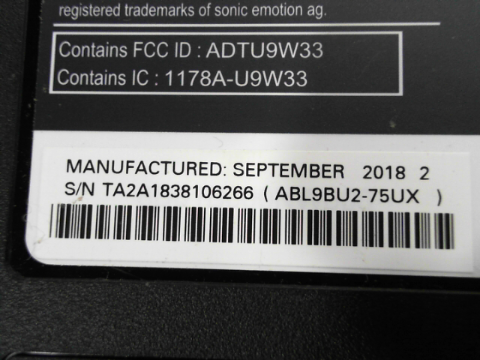 registered trademarks of sonic emotion ag.
Contains FCC ID : ADTU9W33
Contains IC : 1178A-U9W33
MANUFACTURED: SEPTEMBER 2018 2
S/N TA2A1838106266 ( ABL9BU2-75UX )